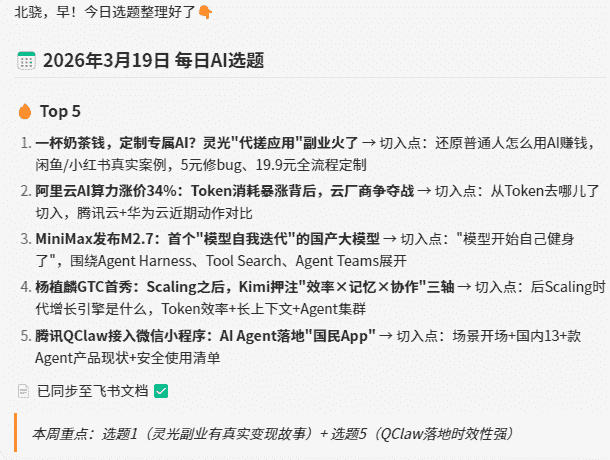 北骁，早！今日选题整理好了👇
📅 2026年3月19日 每日AI选题
🔥 Top 5
1. 一杯奶茶钱，定制专属AI？灵光"代搓应用"副业火了 → 切入点：还原普通人怎么用AI赚钱，
闲鱼/小红书真实案例，5元修bug、19.9元全流程定制
2. 阿里云AI算力涨价34%：Token消耗暴涨背后，云厂商争夺战 → 切入点：从Token去哪儿了
切入，腾讯云+华为云近期动作对比
3. MiniMax发布M2.7：首个"模型自我迭代"的国产大模型 → 切入点："模型开始自己健身
了"，围绕Agent Harness、Tool Search、Agent Teams展开
4. 杨植麟GTC首秀：Scaling之后，Kimi押注"效率×记忆×协作"三轴 → 切入点：后Scaling时
代增长引擎是什么，Token效率+长上下文+Agent集群
5. 腾讯QClaw接入微信小程序：AI Agent落地"国民App" → 切入点：场景开场+国内13+款
Agent产品现状+安全使用清单
📄 已同步至飞书文档 ✅
本周重点：选题1（灵光副业有真实变现故事）+ 选题5（QClaw落地时效性强）